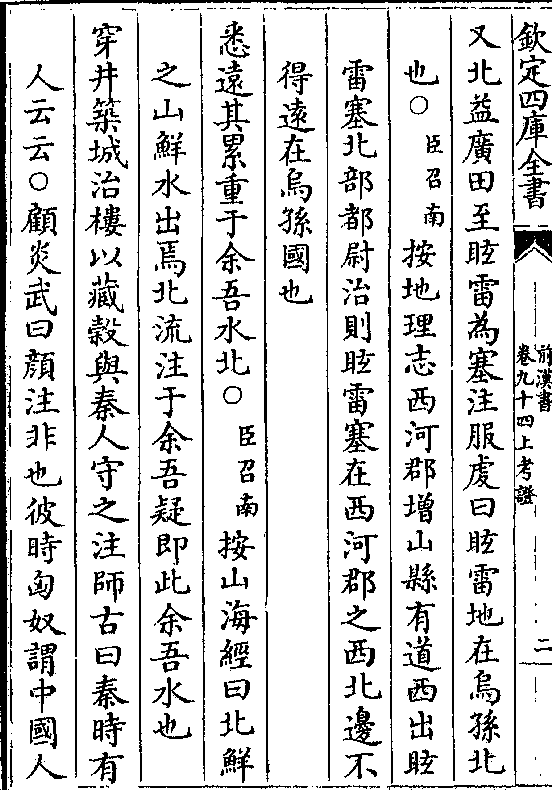 欽定四庫全書
前漢書
卷九十四上考證
二
又北益廣田至眩雷為塞注服虔曰眩雷地在烏孫北
也○臣召南按地理志西河郡增山縣有道西出眩
雷塞北部都尉治則眩雷塞在西河郡之西北邊不
得遠在烏孫國也
悉遠其累重于余吾水北○臣召南按山海經曰北鮮
之山鮮水出焉北流注于余吾疑即此余吾水也
穿井築城治樓以藏榖與秦人守之注師古曰秦時有
人云云○顧炎武曰顔注非也彼時匈奴謂中國人